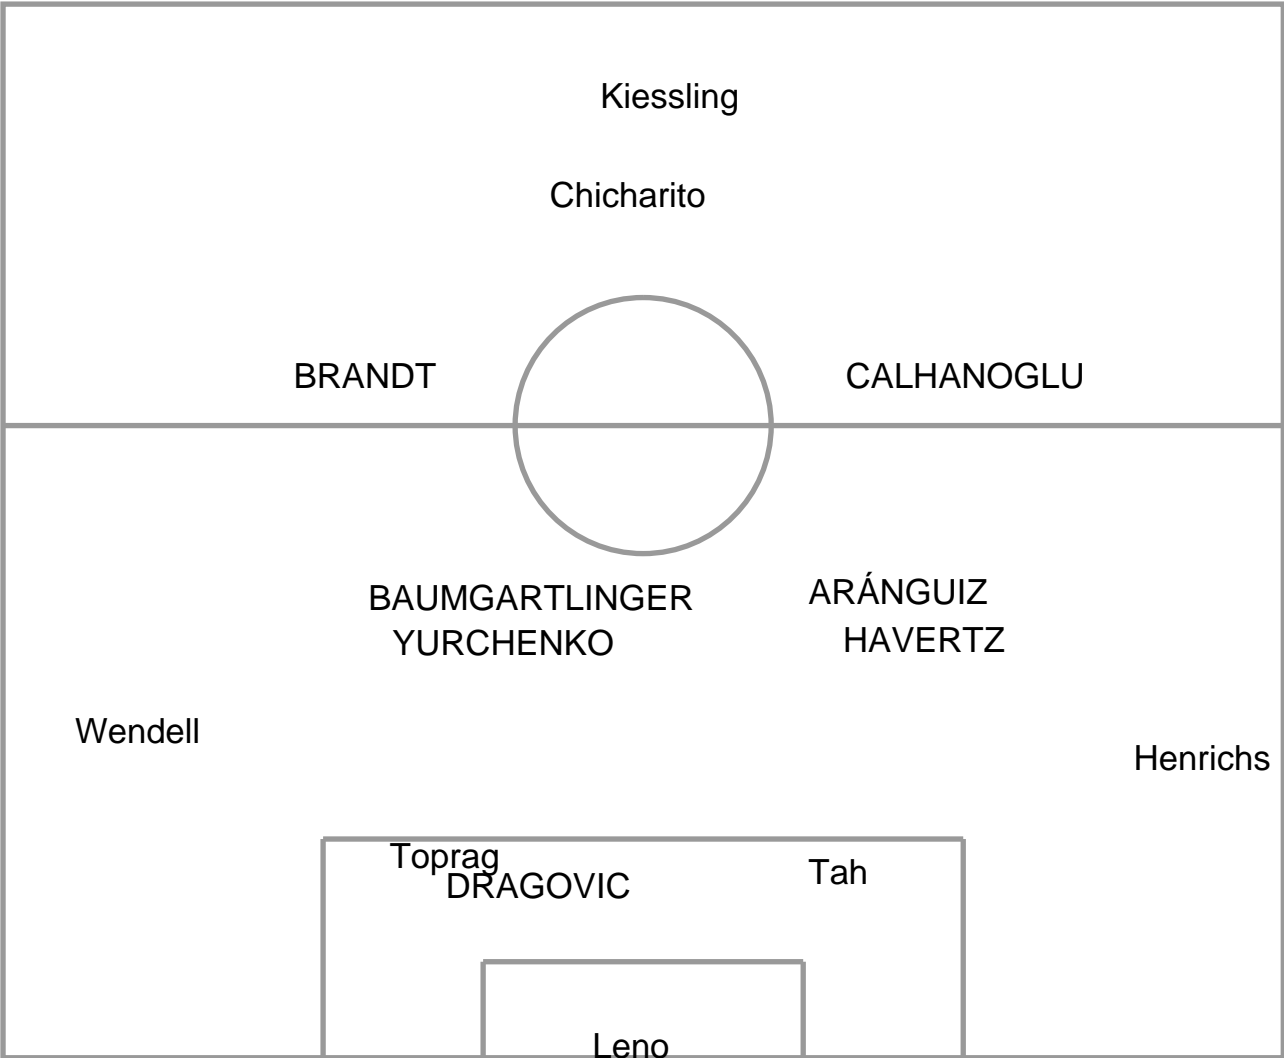 Kiessling
Chicharito
BRANDT
CALHANOGLU
BAUMGARTLINGER
ARÁNGUIZ
YURCHENKO
HAVERTZ
Wendell
Henrichs
Toprag
Tah
DRAGOVIC
Leno